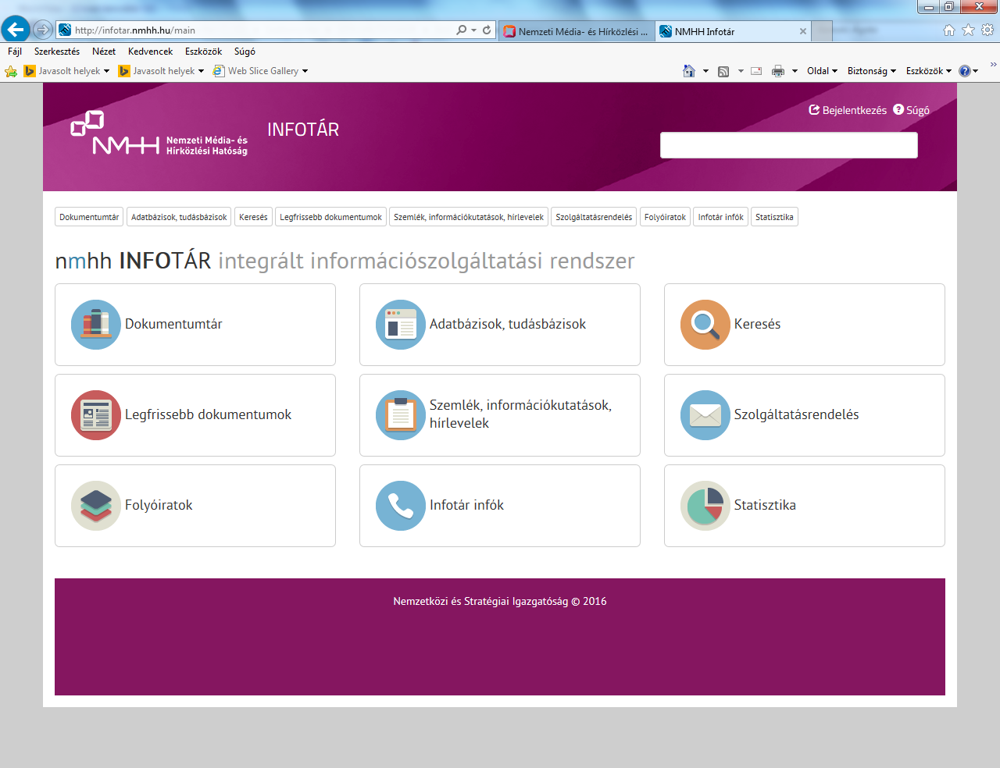 http://infotar.nmhh.hu/main
Nemzeti Média- és Hírközlési ...
NMHH Infotár
Fájl Szerkesztés Nézet Kedvencek Eszközök Súgó
Javasolt helyek Javasolt helyek Web Slice Gallery Oldal Biztonság Eszközök
Bejelentkezés Súgó
INFOTÁR
NMHH Nemzeti Média- és
Hírközlési Hatóság
Dokumentumtár Adatbázisok, tudásbázisok Keresés Legfrissebb dokumentumok Szemlék, információkutatások, hírlevelek Szolgáltatásrendelés Folyóiratok Infotár infók Statisztika
nmhh INFOTÁR integrált információszolgáltatási rendszer
Dokumentumtár
Adatbázisok, tudásbázisok
Keresés
Legfrissebb dokumentumok
Szemlék, információkutatások,
hírlevelek
Szolgáltatásrendelés
Folyóiratok
Infotár infók
Statisztika
Nemzetközi és Stratégiai Igazgatóság © 2016